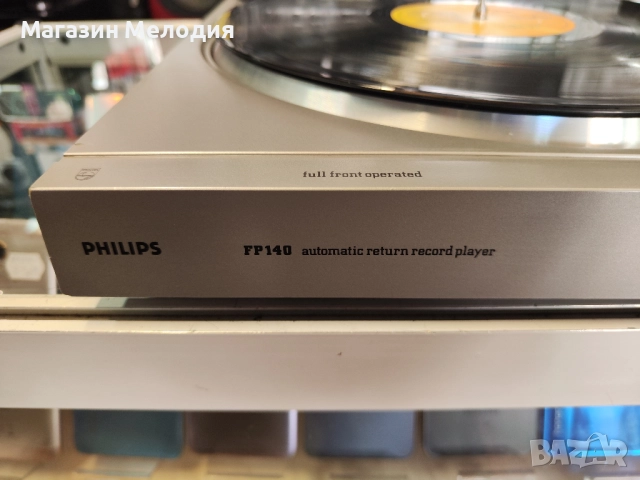 Магазин Мелодия
full front operated
PHILIPS FP140 automatic return record player
BAZAR